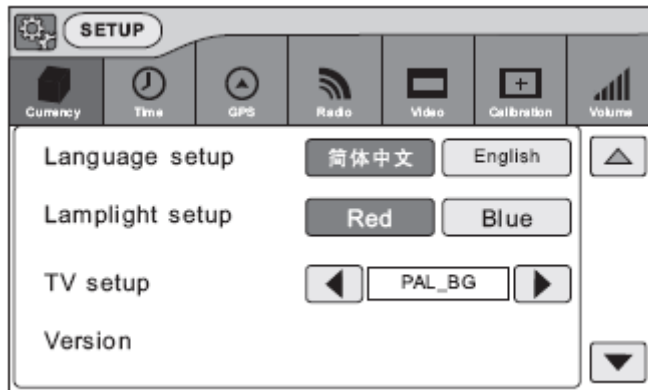 SETUP
Currency Time GPS Radio Video Calibration Volume
Language setup 简体中文 English
Lamplight setup Red Blue
TV setup PAL_BG
Version